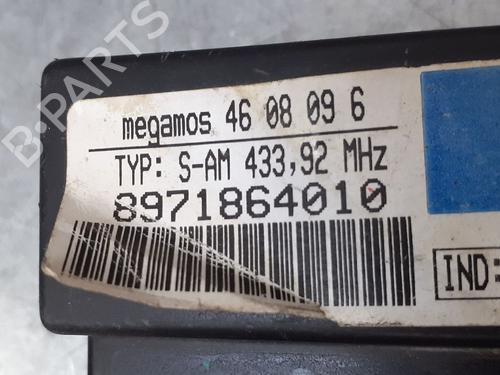 B-PARTS
megamos 46 08 09 6
TYP: S-AM 433,92 MHz
8971864010
IND: